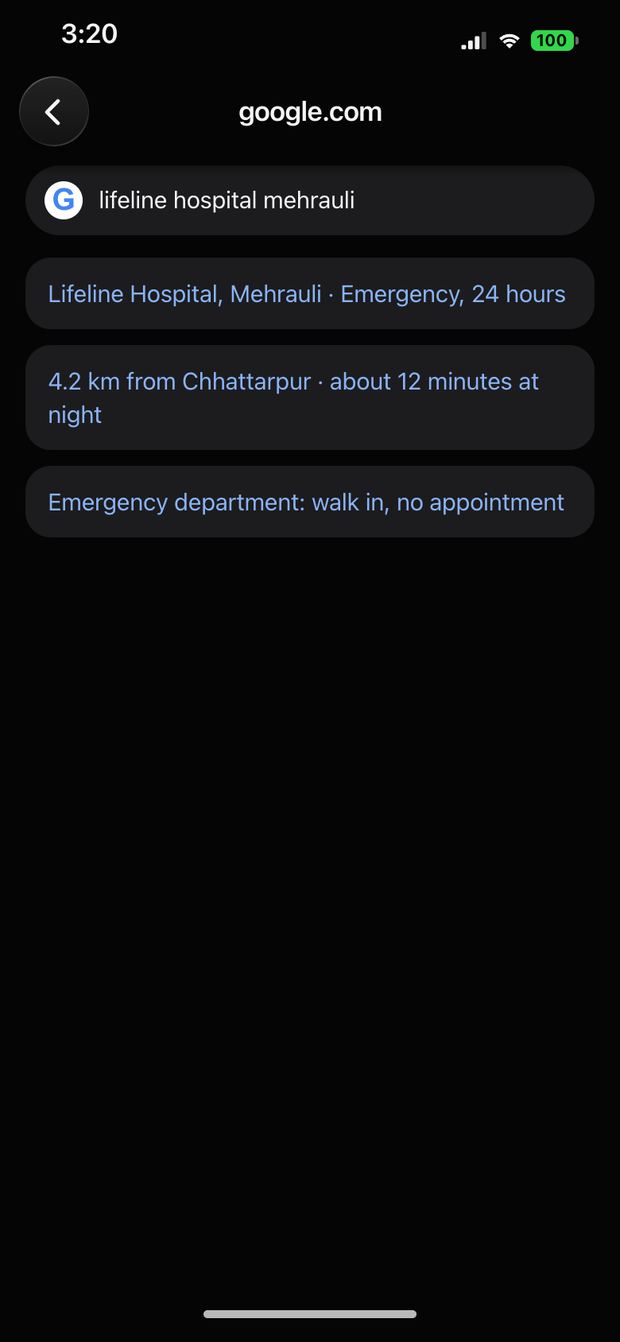 3:20
100
google.com
G lifeline hospital mehrauli
Lifeline Hospital, Mehrauli · Emergency, 24 hours
4.2 km from Chhattarpur · about 12 minutes at
night
Emergency department: walk in, no appointment